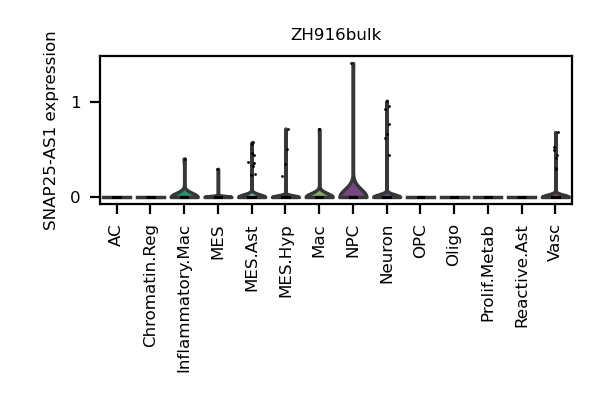 ZH916bulk
SNAP25-AS1 expression
1
0
AC
Chromatin.Reg
Inflammatory.Mac
MES
MES.Ast
MES.Hyp
Mac
NPC
Neuron
OPC
Oligo
Prolif.Metab
Reactive.Ast
Vasc